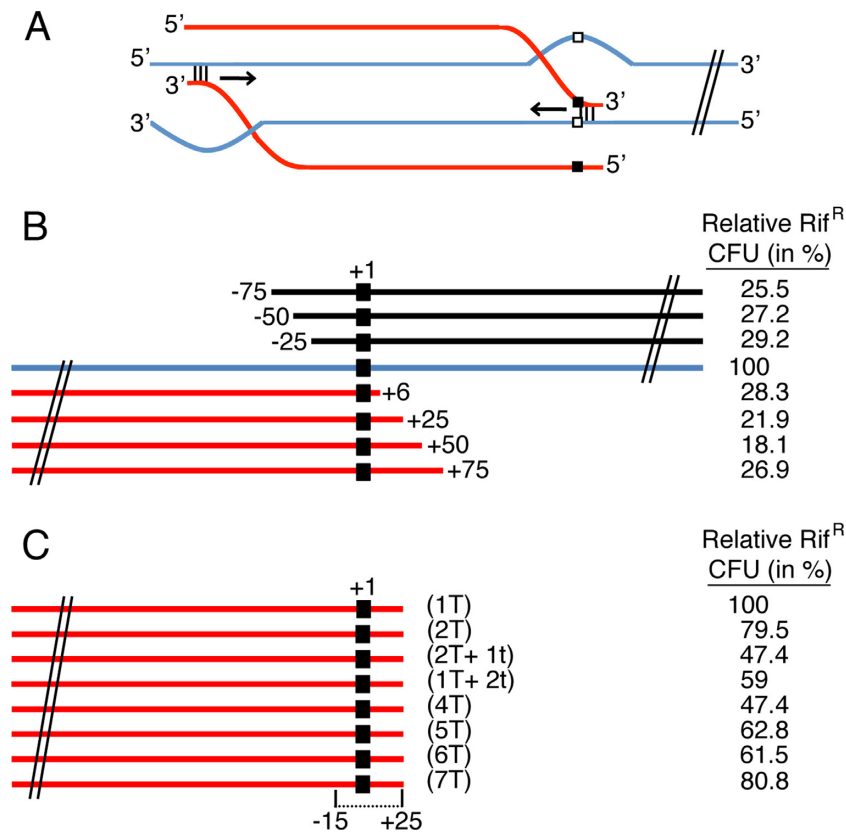 A
5’
5’
3’
3’
3’
3’
5’
3’
5’
B
Relative Rif R
CFU (in %)
+1
-75 25.5
-50 27.2
-25 29.2
100
+6 28.3
+25 21.9
+50 18.1
+75 26.9
C
Relative Rif R
CFU (in %)
+1
(1T) 100
(2T) 79.5
(2T+ 1t) 47.4
(1T+ 2t) 59
(4T) 47.4
(5T) 62.8
(6T) 61.5
(7T) 80.8
-15 +25